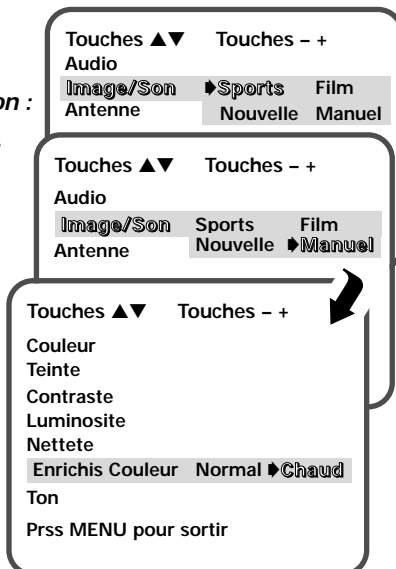 Touches ▲▼ Touches – +
Audio
Image/Son ➧Sports Film
Antenne Nouvelle Manuel
on :
Touches ▲▼ Touches – +
Audio
Image/Son Sports Film
Antenne Nouvelle ➧Manuel
Touches ▲▼ Touches – +
Couleur
Teinte
Contraste
Luminosite
Nettete
Enrichis Couleur Normal ➧Chaud
Ton
Prss MENU pour sortir